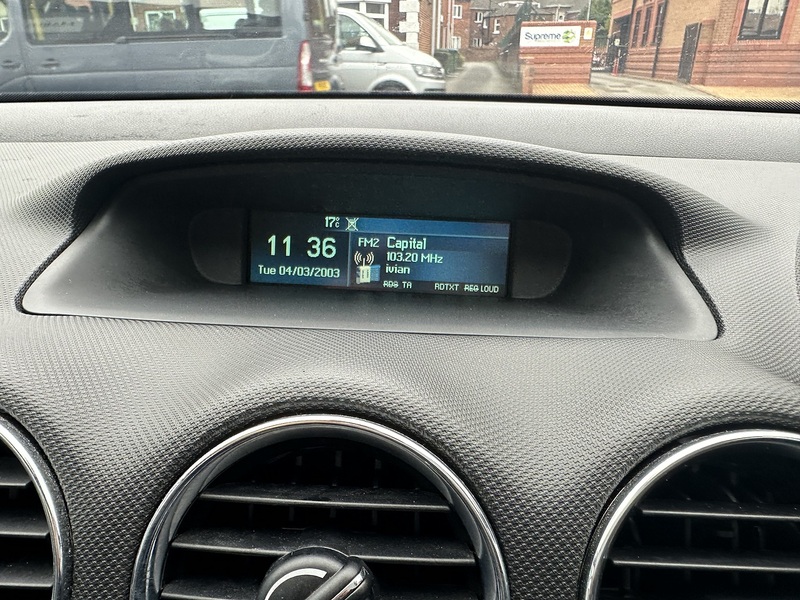 Supreme
17°C
11 36
Tue 04/03/2003
FM2 Capital
103.20 MHz
ivian
RDS TA RDTXT REG LOUD